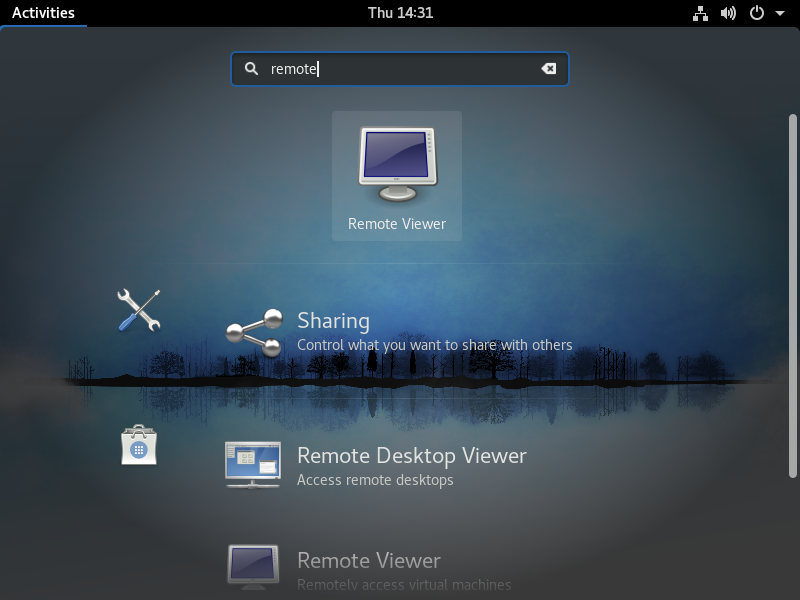 Activities
Thu 14:31
remote
Remote Viewer
Sharing
Control what you want to share with others
Remote Desktop Viewer
Access remote desktops
Remote Viewer
Remotely access virtual machines